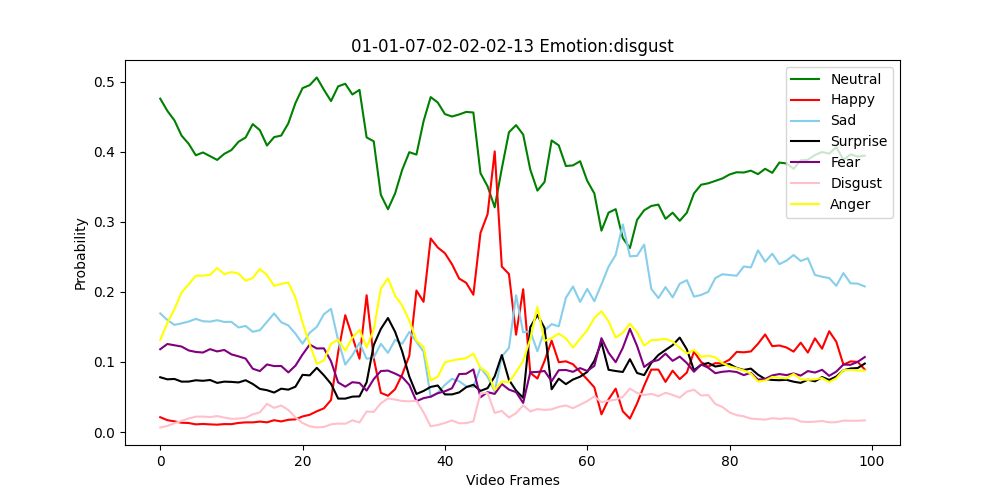 01-01-07-02-02-02-13 Emotion:disgust
Probability
0.5
0.4
0.3
0.2
0.1
0.0
0
20
40
60
80
100
Video Frames
Neutral
Happy
Sad
Surprise
Fear
Disgust
Anger